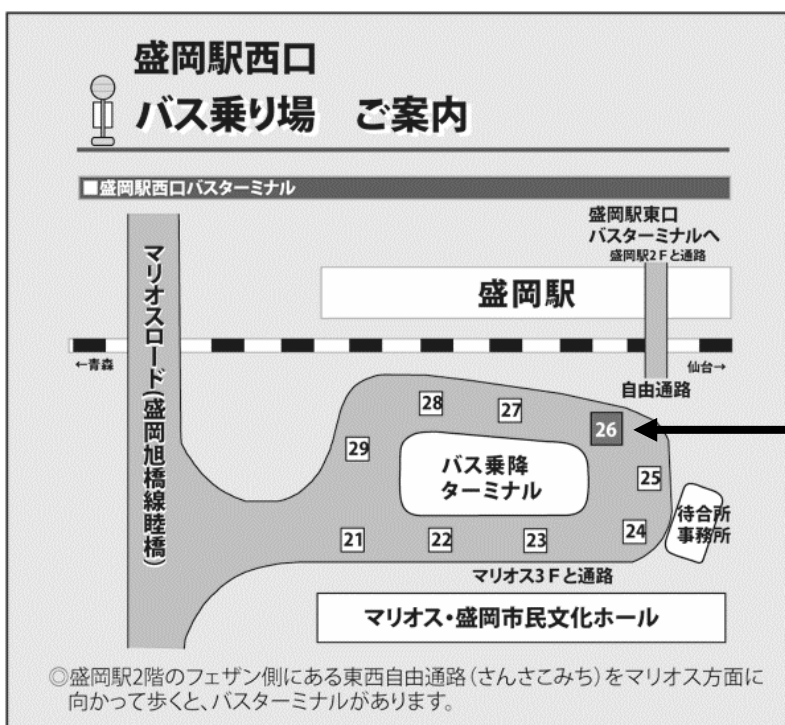 盛岡駅西口
バス乗り場　ご案内
■盛岡駅西口バスターミナル
盛岡駅東口
バスターミナルへ
盛岡駅2Fと通路
盛岡駅
マリオスロード(盛岡旭橋線睦橋)
←青森
仙台→
自由通路
28
27
26
29
25
バス乗降
ターミナル
待合所
事務所
21
22
23
24
マリオス3Fと通路
マリオス・盛岡市民文化ホール
◎盛岡駅2階のフェザン側にある東西自由通路(さんさこみち)をマリオス方面に
向かって歩くと、バスターミナルがあります。